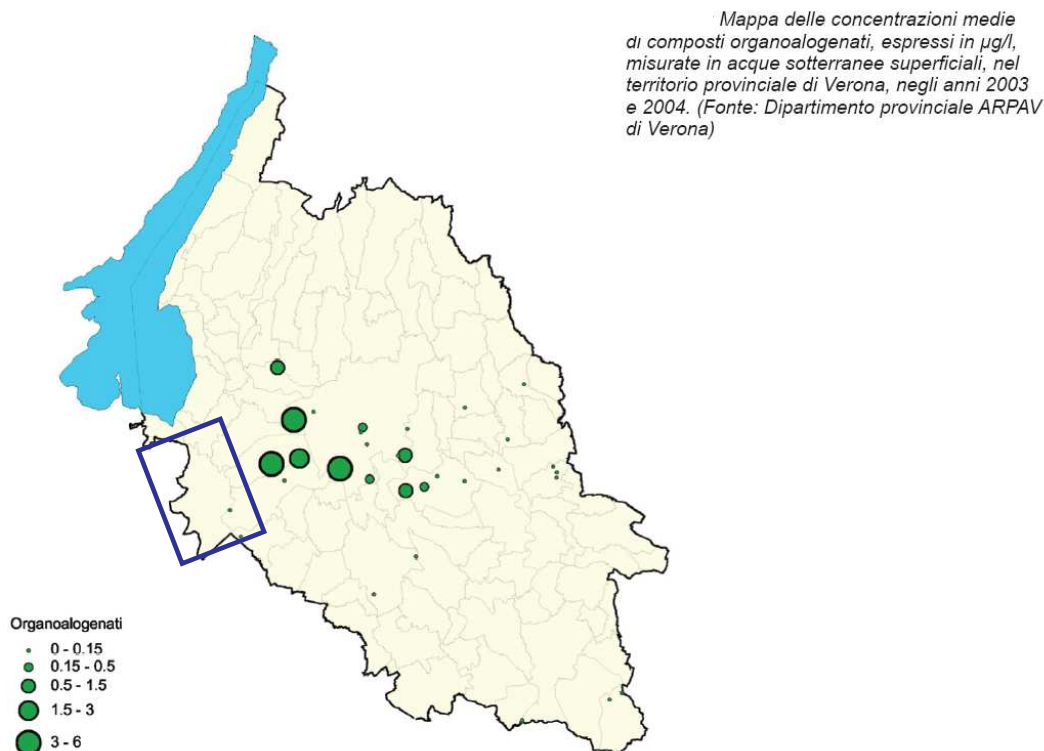 Mappa delle concentrazioni medie
di composti organoalogenati, espressi in µg/l,
misurate in acque sotterranee superficiali, nel
territorio provinciale di Verona, negli anni 2003
e 2004. (Fonte: Dipartimento provinciale ARPAV
di Verona)
Organoalogenati
0 - 0.15
0.15 - 0.5
0.5 - 1.5
1.5 - 3
3 - 6